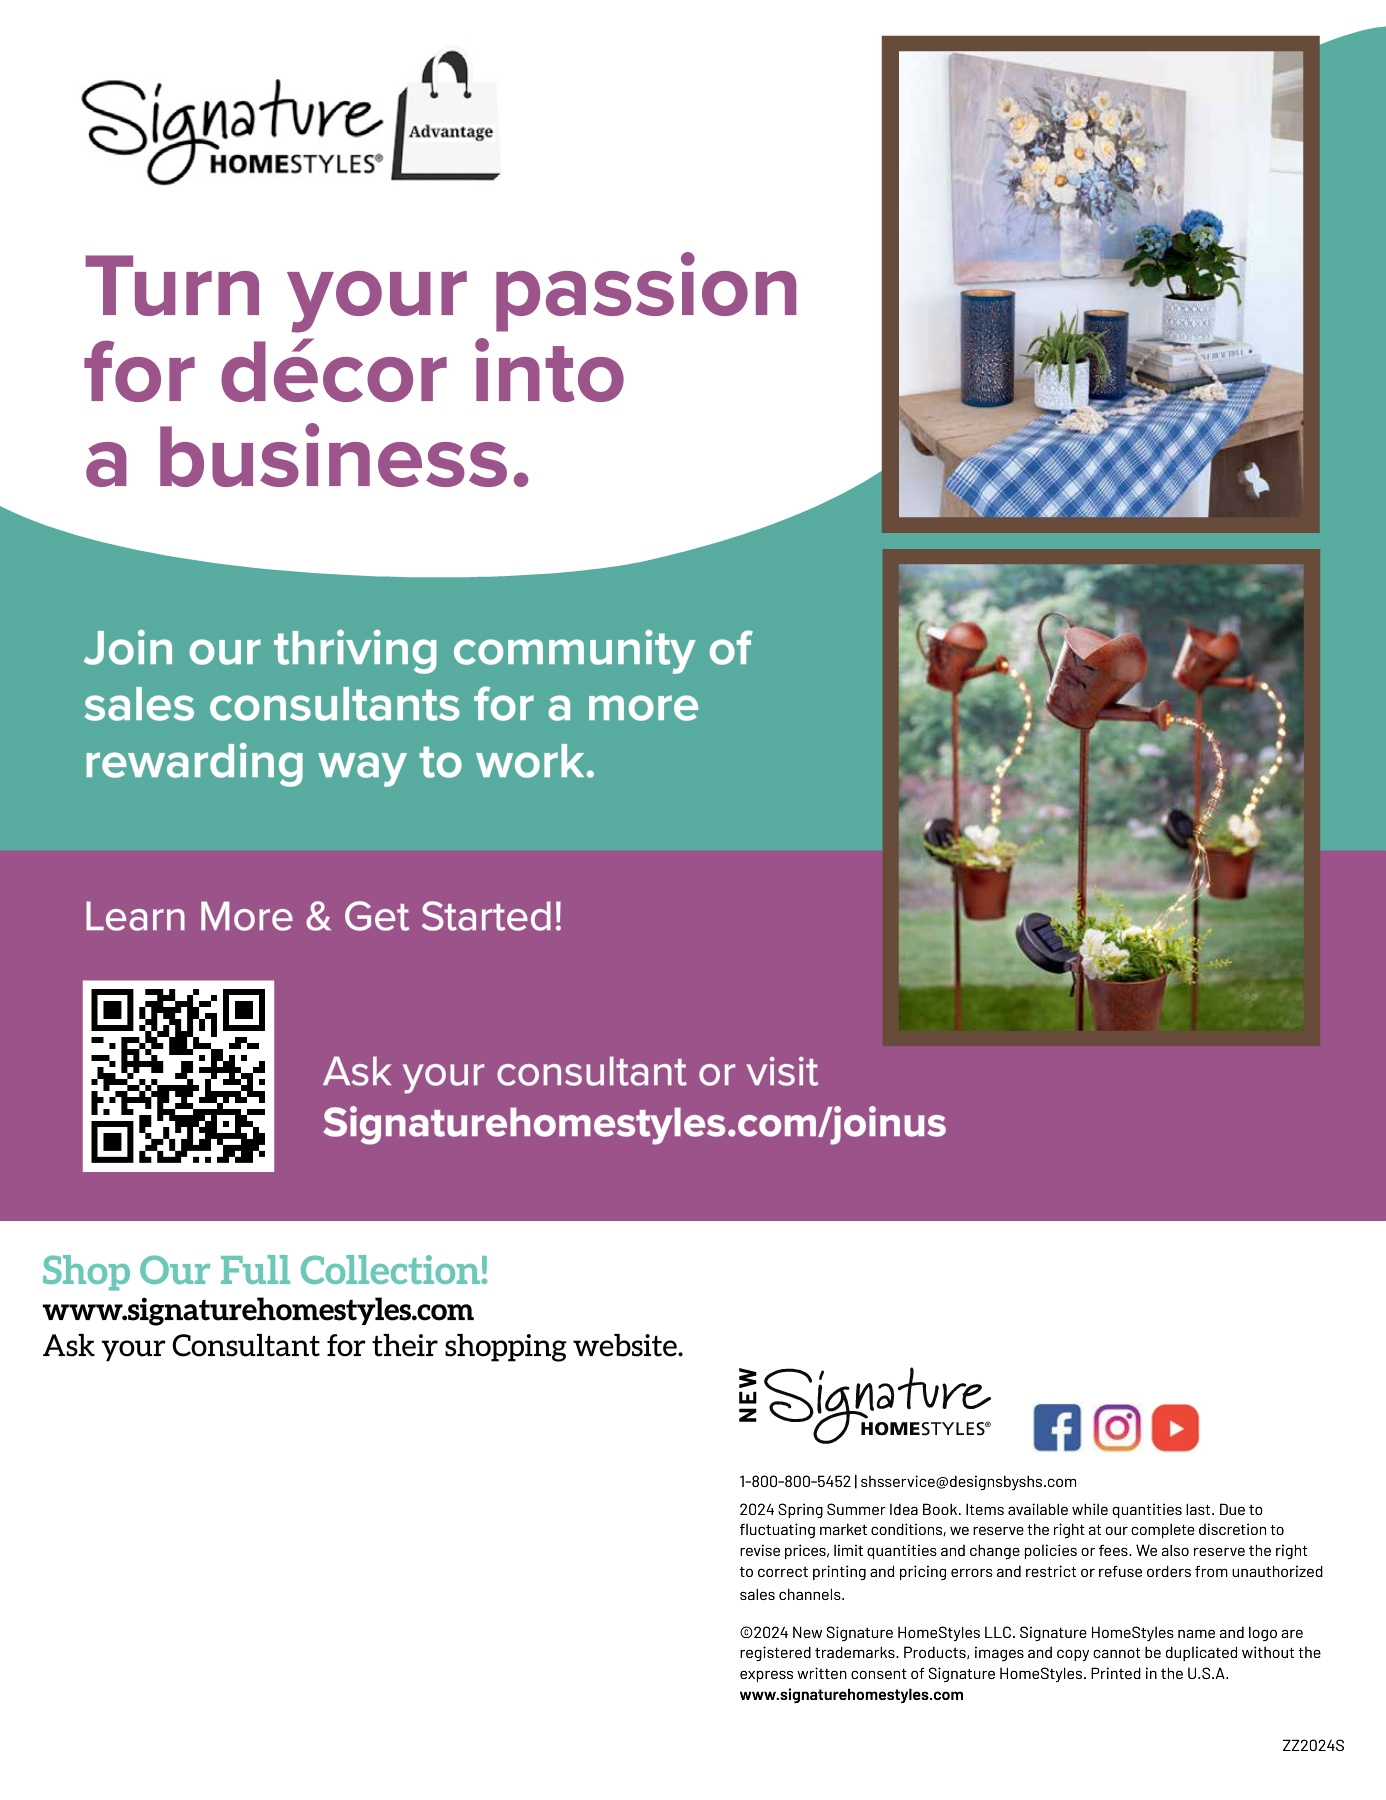 Signature
HOMESTYLES®
Advantage
Turn your passion
for décor into
a business.
Join our thriving community of
sales consultants for a more
rewarding way to work.
Learn More & Get Started!
Ask your consultant or visit
Signaturehomestyles.com/joinus
Shop Our Full Collection!
www.signaturehomestyles.com
Ask your Consultant for their shopping website.
NEW
Signature
HOMESTYLES®
1-800-800-5452 | shsservice@designsbyshs.com
2024 Spring Summer Idea Book. Items available while quantities last. Due to
fluctuating market conditions, we reserve the right at our complete discretion to
revise prices, limit quantities and change policies or fees. We also reserve the right
to correct printing and pricing errors and restrict or refuse orders from unauthorized
sales channels.
©2024 New Signature HomeStyles LLC. Signature HomeStyles name and logo are
registered trademarks. Products, images and copy cannot be duplicated without the
express written consent of Signature HomeStyles. Printed in the U.S.A.
www.signaturehomestyles.com
ZZ2024S